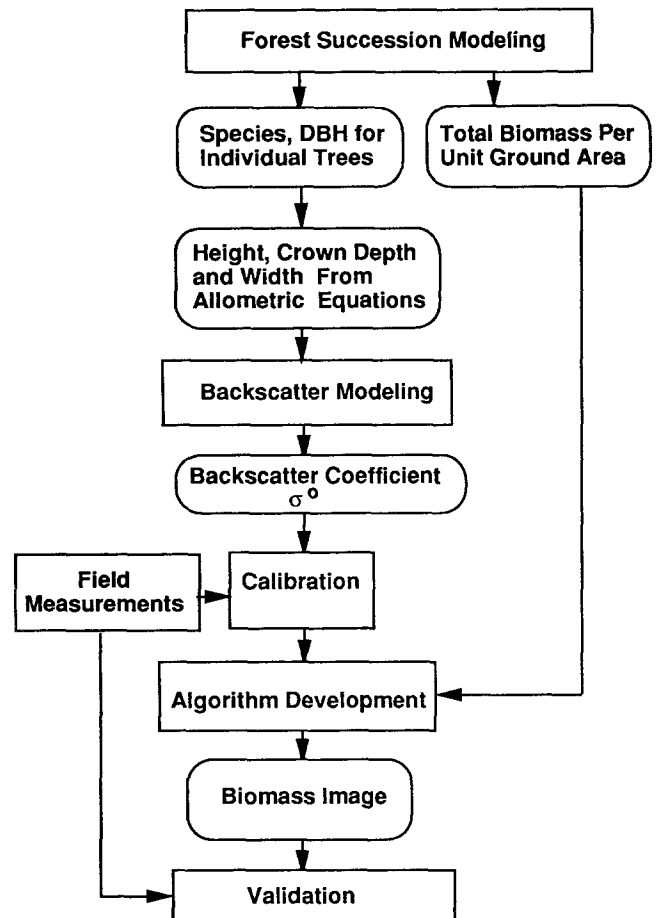 Forest Succession Modeling
Species, DBH for
Individual Trees
Total Biomass Per
Unit Ground Area
Height, Crown Depth
and Width From
Allometric Equations
Backscatter Modeling
Backscatter Coefficient
σ°
Field
Measurements
Calibration
Algorithm Development
Biomass Image
Validation